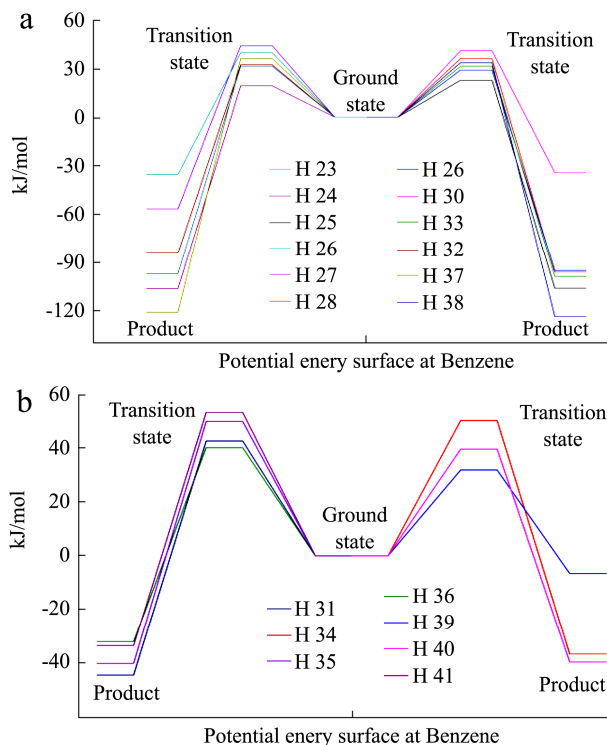 a
60
30
0
-30
-60
-90
-120
kJ/mol
Transition
state
Ground
state
Transition
state
H 23
H 24
H 25
H 26
H 27
H 28
H 26
H 30
H 33
H 32
H 37
H 38
Product
Product
Potential enery surface at Benzene
b
60
40
20
0
-20
-40
kJ/mol
Transition
state
Ground
state
Transition
state
H 31
H 34
H 35
H 36
H 39
H 40
H 41
Product
Product
Potential enery surface at Benzene